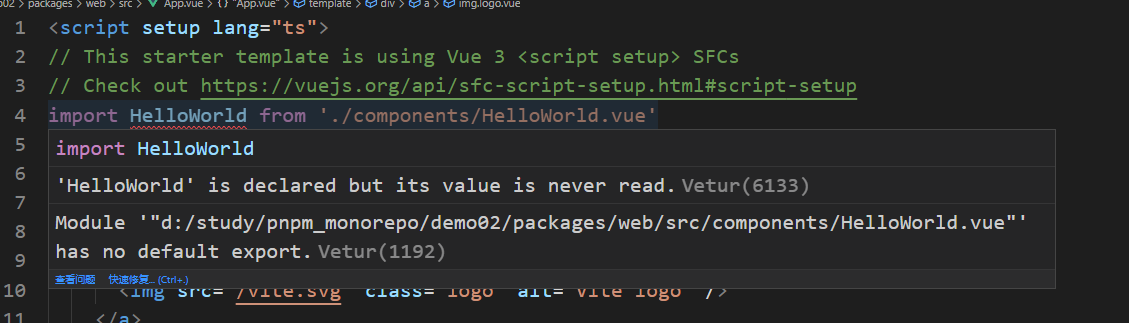 02 > packages > web > src > App.vue > {} "App.vue" > template > div > a > img.logo.vue
1 <script setup lang="ts">
2 // This starter template is using Vue 3 <script setup> SFCs
3 // Check out https://vuejs.org/api/sfc-script-setup.html#script-setup
4 import HelloWorld from './components/HelloWorld.vue'
5 import HelloWorld
6 'HelloWorld' is declared but its value is never read. Vetur(6133)
7
8 Module '"d:/study/pnpm_monorepo/demo02/packages/web/src/components/HelloWorld.vue"'
9 has no default export. Vetur(1192)
查看问题 快速修复... (Ctrl+.)
10 <img src="/vite.svg" class="logo" alt="Vite logo" />
11 </a>